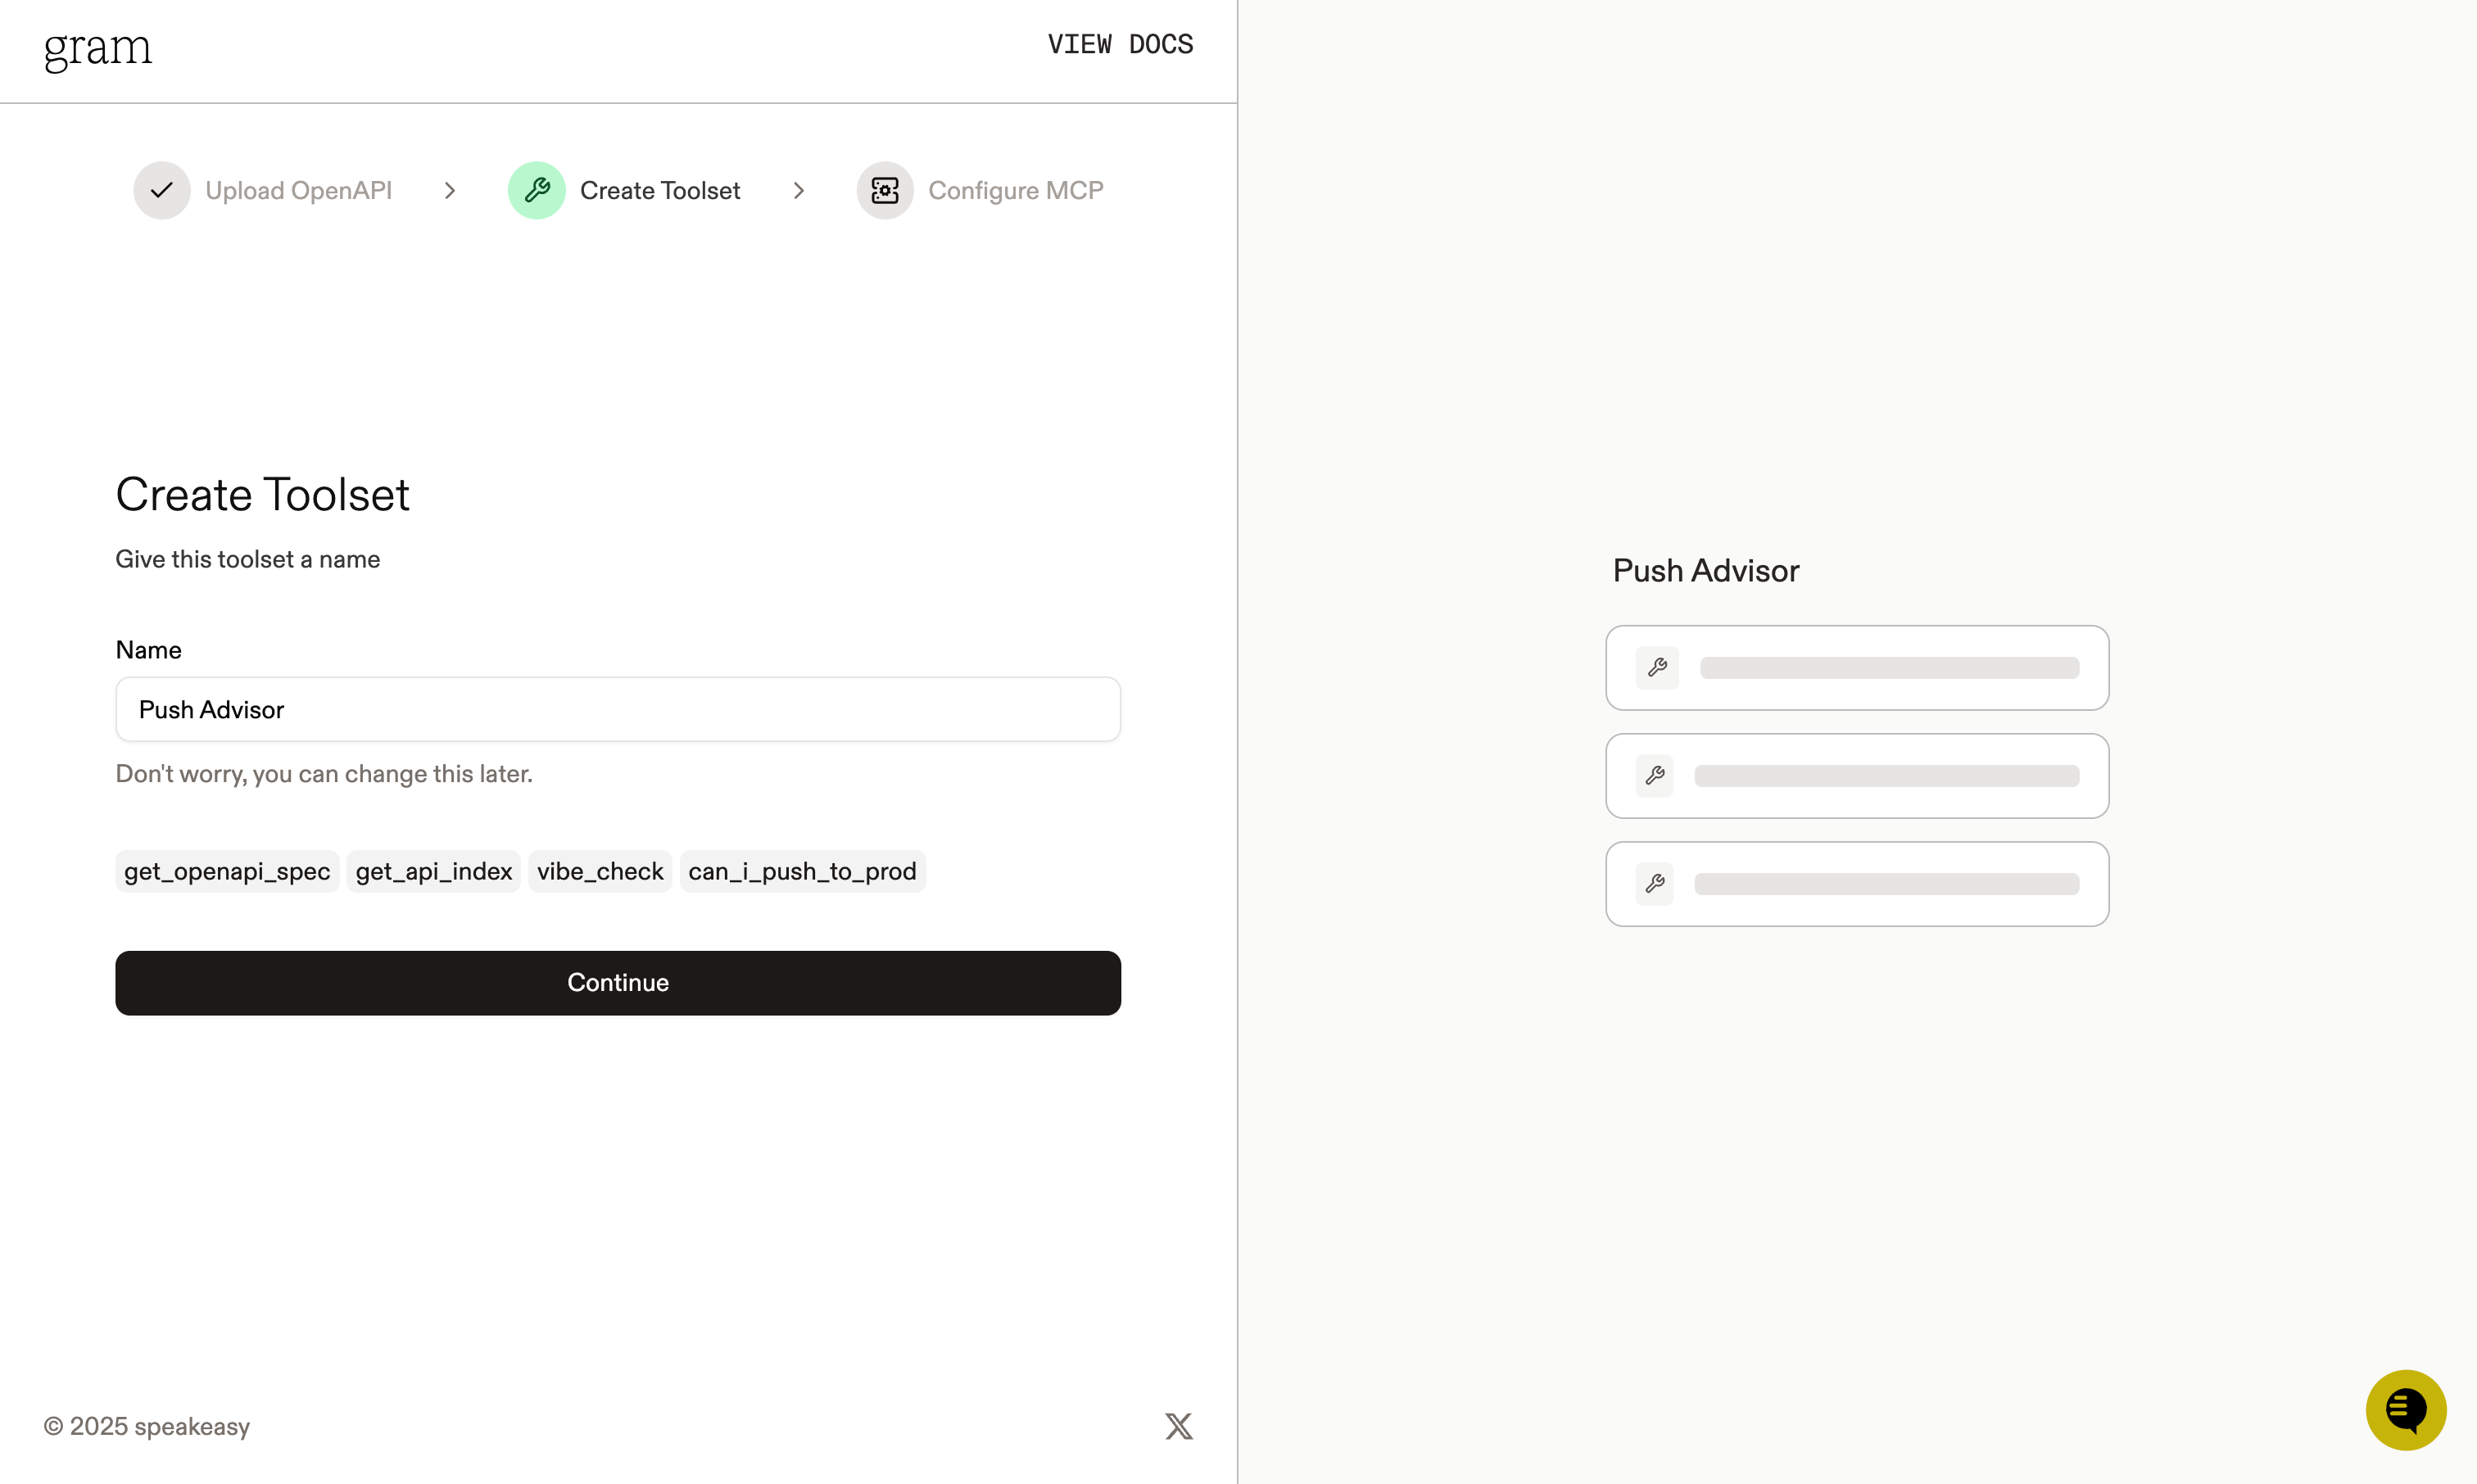 gram
VIEW DOCS
Upload OpenAPI
Create Toolset
Configure MCP
Create Toolset
Give this toolset a name
Name
Push Advisor
Don't worry, you can change this later.
get_openapi_spec get_api_index vibe_check can_i_push_to_prod
Continue
© 2025 speakeasy
Push Advisor